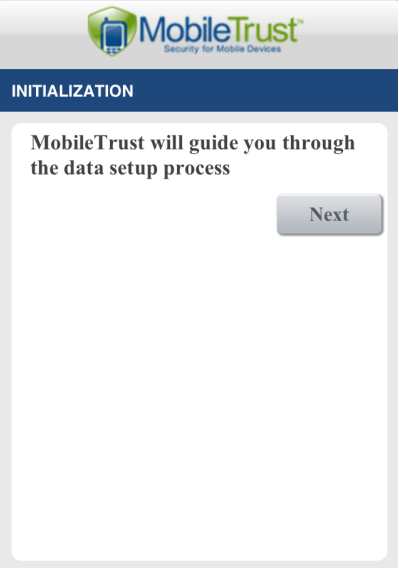 MobileTrust™
Security for Mobile Devices
INITIALIZATION
MobileTrust will guide you through
the data setup process
Next